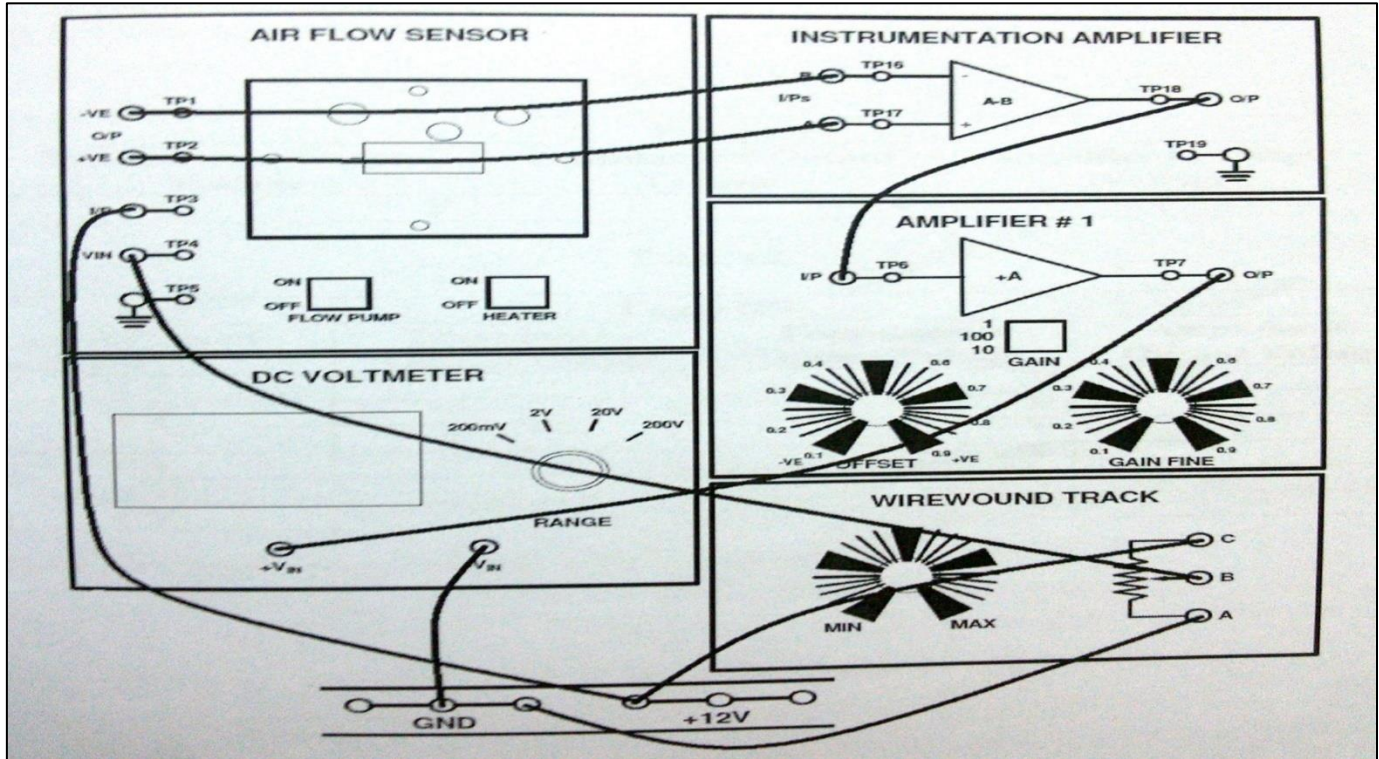 AIR FLOW SENSOR
-VE
TP1
O/P
+VE
TP2
I/P
TP3
VIN
TP4
TP5
ON
OFF
FLOW PUMP
ON
OFF
HEATER
INSTRUMENTATION AMPLIFIER
B
TP16
I/Ps
A
TP17
-
+
A-B
TP18
O/P
TP19
AMPLIFIER # 1
I/P
TP6
+A
TP7
O/P
1
100
10
GAIN
0.4
0.6
0.3
0.7
0.2
0.8
-VE
0.1
0.9
+VE
OFFSET
0.4
0.6
0.3
0.7
0.2
0.8
0.1
0.9
GAIN FINE
DC VOLTMETER
200mV
2V
20V
200V
RANGE
+VIN
VIN
WIREWOUND TRACK
MIN
MAX
C
B
A
GND
+12V